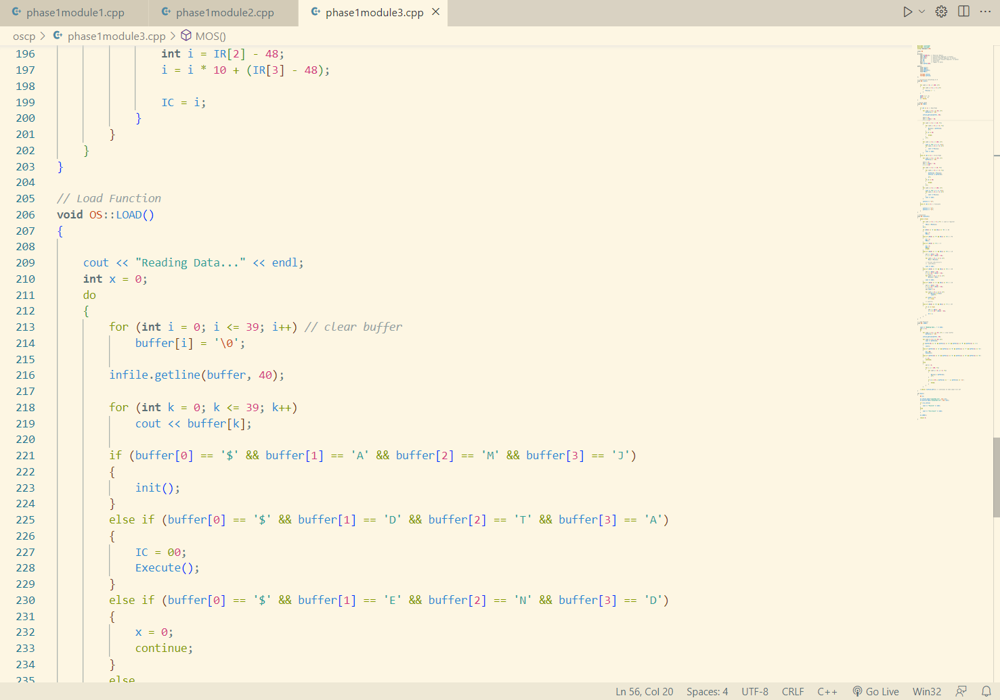 phase1module1.cpp phase1module2.cpp phase1module3.cpp
oscp > phase1module3.cpp > MOS()
196 int i = IR[2] - 48;
197 i = i * 10 + (IR[3] - 48);
198
199 IC = i;
200 }
201 }
202 }
203 }
204
205 // Load Function
206 void OS::LOAD()
207 {
208
209 cout << "Reading Data..." << endl;
210 int x = 0;
211 do
212 {
213 for (int i = 0; i <= 39; i++) // clear buffer
214 buffer[i] = '\0';
215
216 infile.getline(buffer, 40);
217
218 for (int k = 0; k <= 39; k++)
219 cout << buffer[k];
220
221 if (buffer[0] == '$' && buffer[1] == 'A' && buffer[2] == 'M' && buffer[3] == 'J')
222 {
223 init();
224 }
225 else if (buffer[0] == '$' && buffer[1] == 'D' && buffer[2] == 'T' && buffer[3] == 'A')
226 {
227 IC = 00;
228 Execute();
229 }
230 else if (buffer[0] == '$' && buffer[1] == 'E' && buffer[2] == 'N' && buffer[3] == 'D')
231 {
232 x = 0;
233 continue;
234 }
235 else
Ln 56, Col 20 Spaces: 4 UTF-8 CRLF C++ Go Live Win32